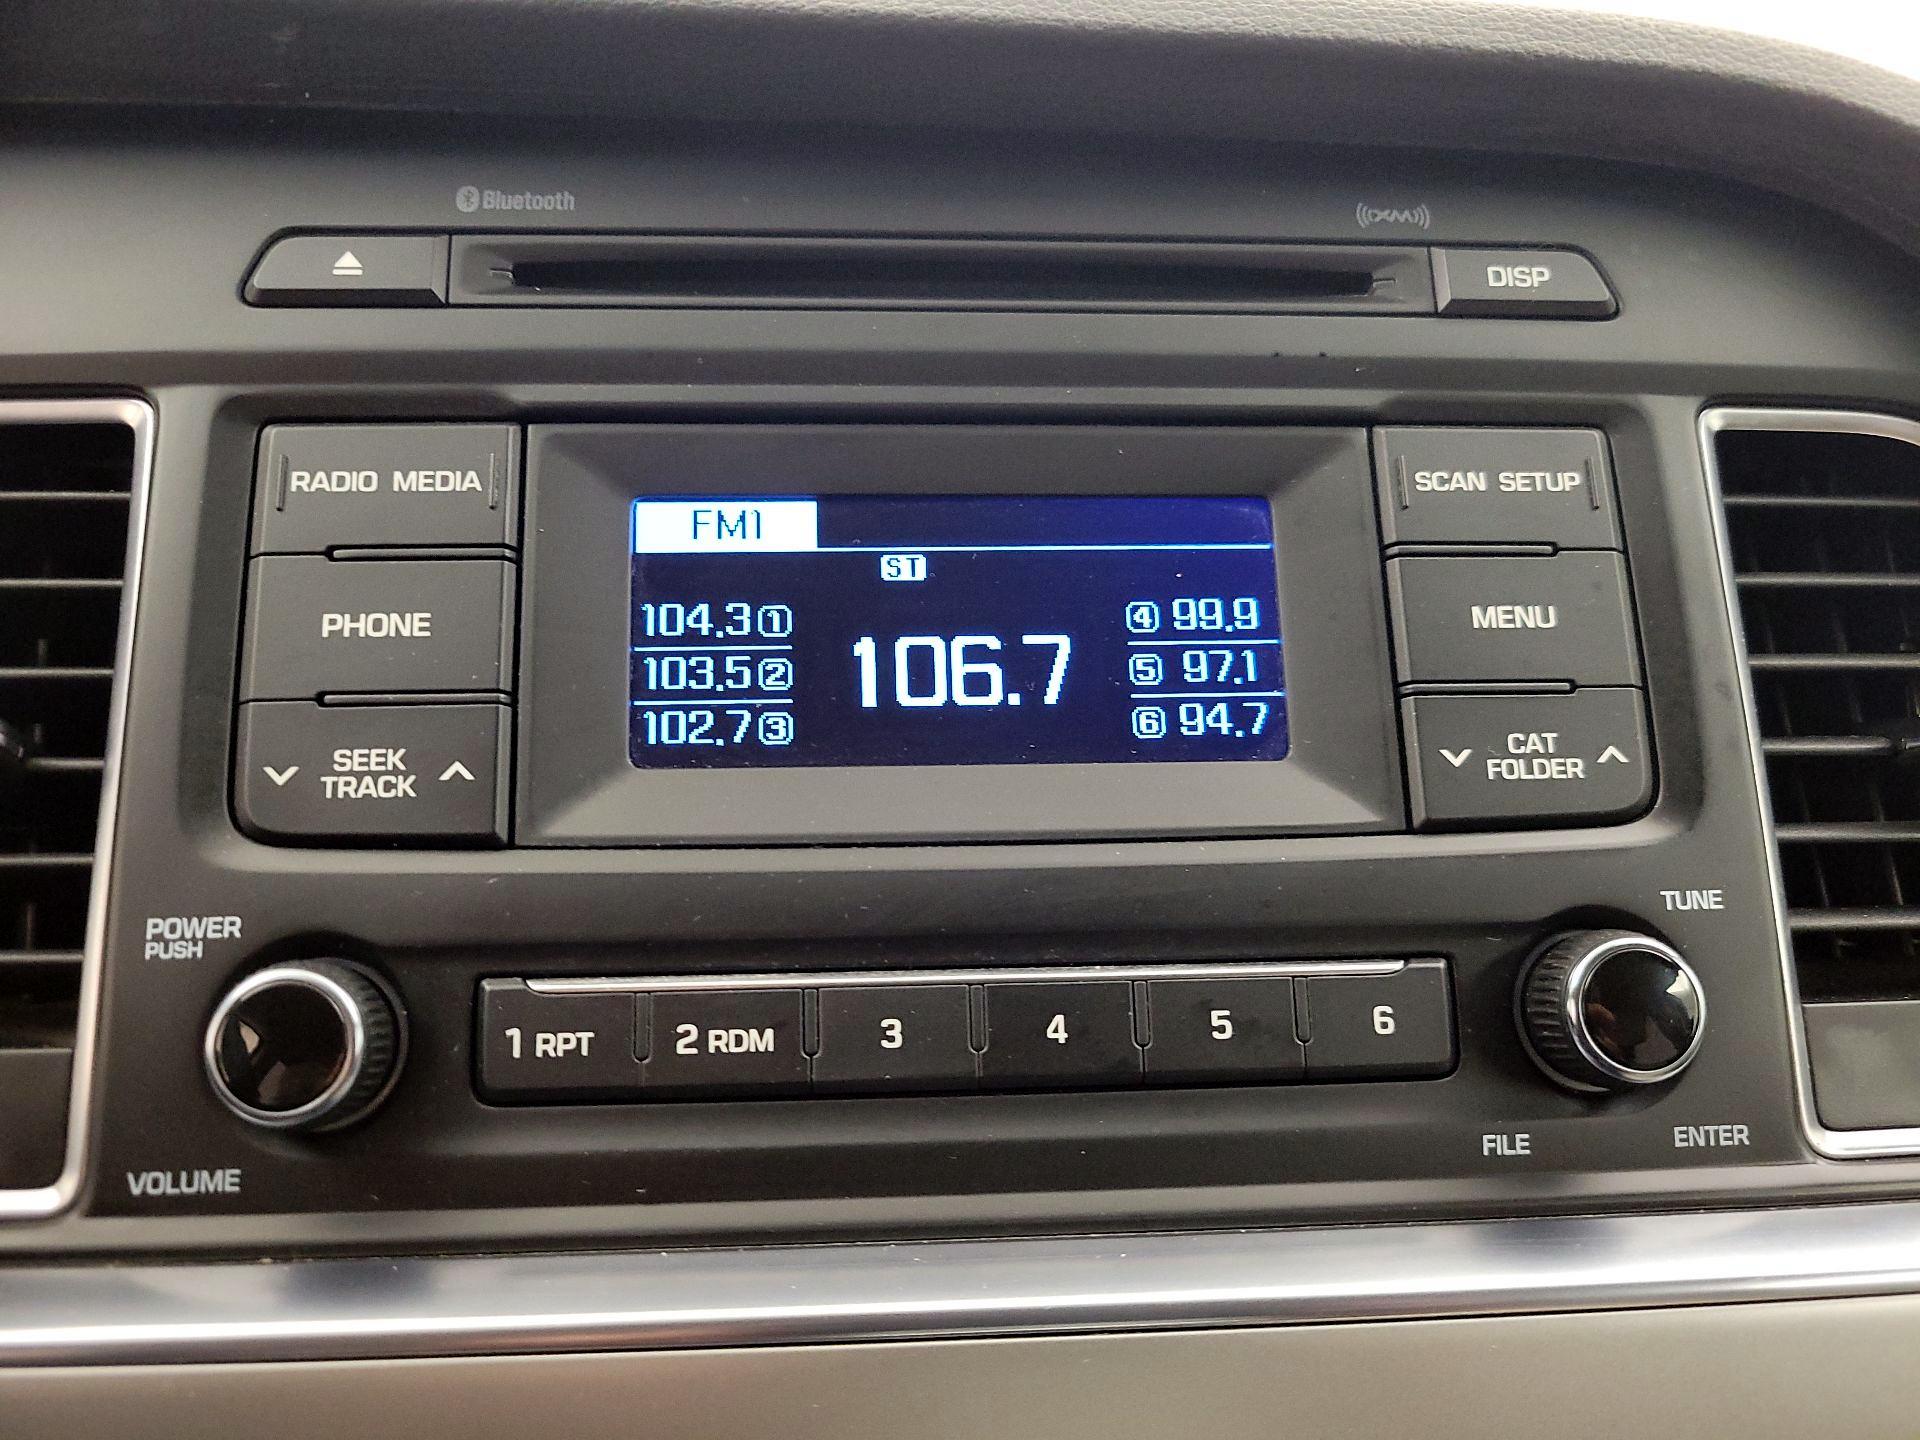 Bluetooth
((XM))
DISP
RADIO MEDIA
SCAN SETUP
FM1
ST
104.3 1
4 99.9
PHONE
106.7
MENU
103.5 2
5 97.1
102.7 3
6 94.7
SEEK
TRACK
CAT
FOLDER
POWER
PUSH
TUNE
1 RPT
2 RDM
3
4
5
6
VOLUME
FILE
ENTER